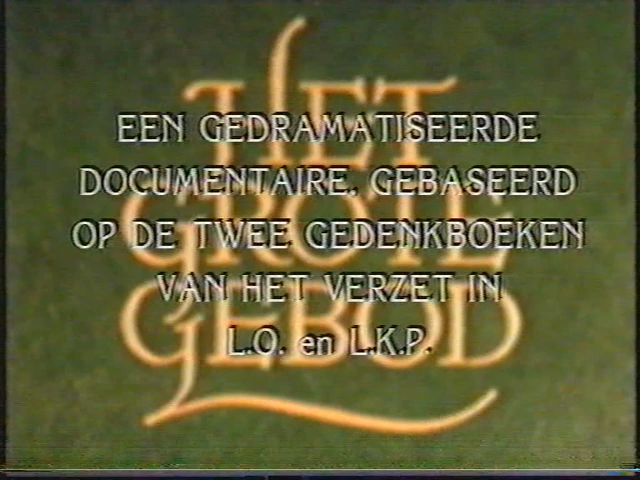 EEN GEDRAMATISEERDE
DOCUMENTAIRE, GEBASEERD
OP DE TWEE GEDENKBOEKEN
VAN HET VERZET IN
L.O. en L.K.P.
HET
GROTE
GEBOD